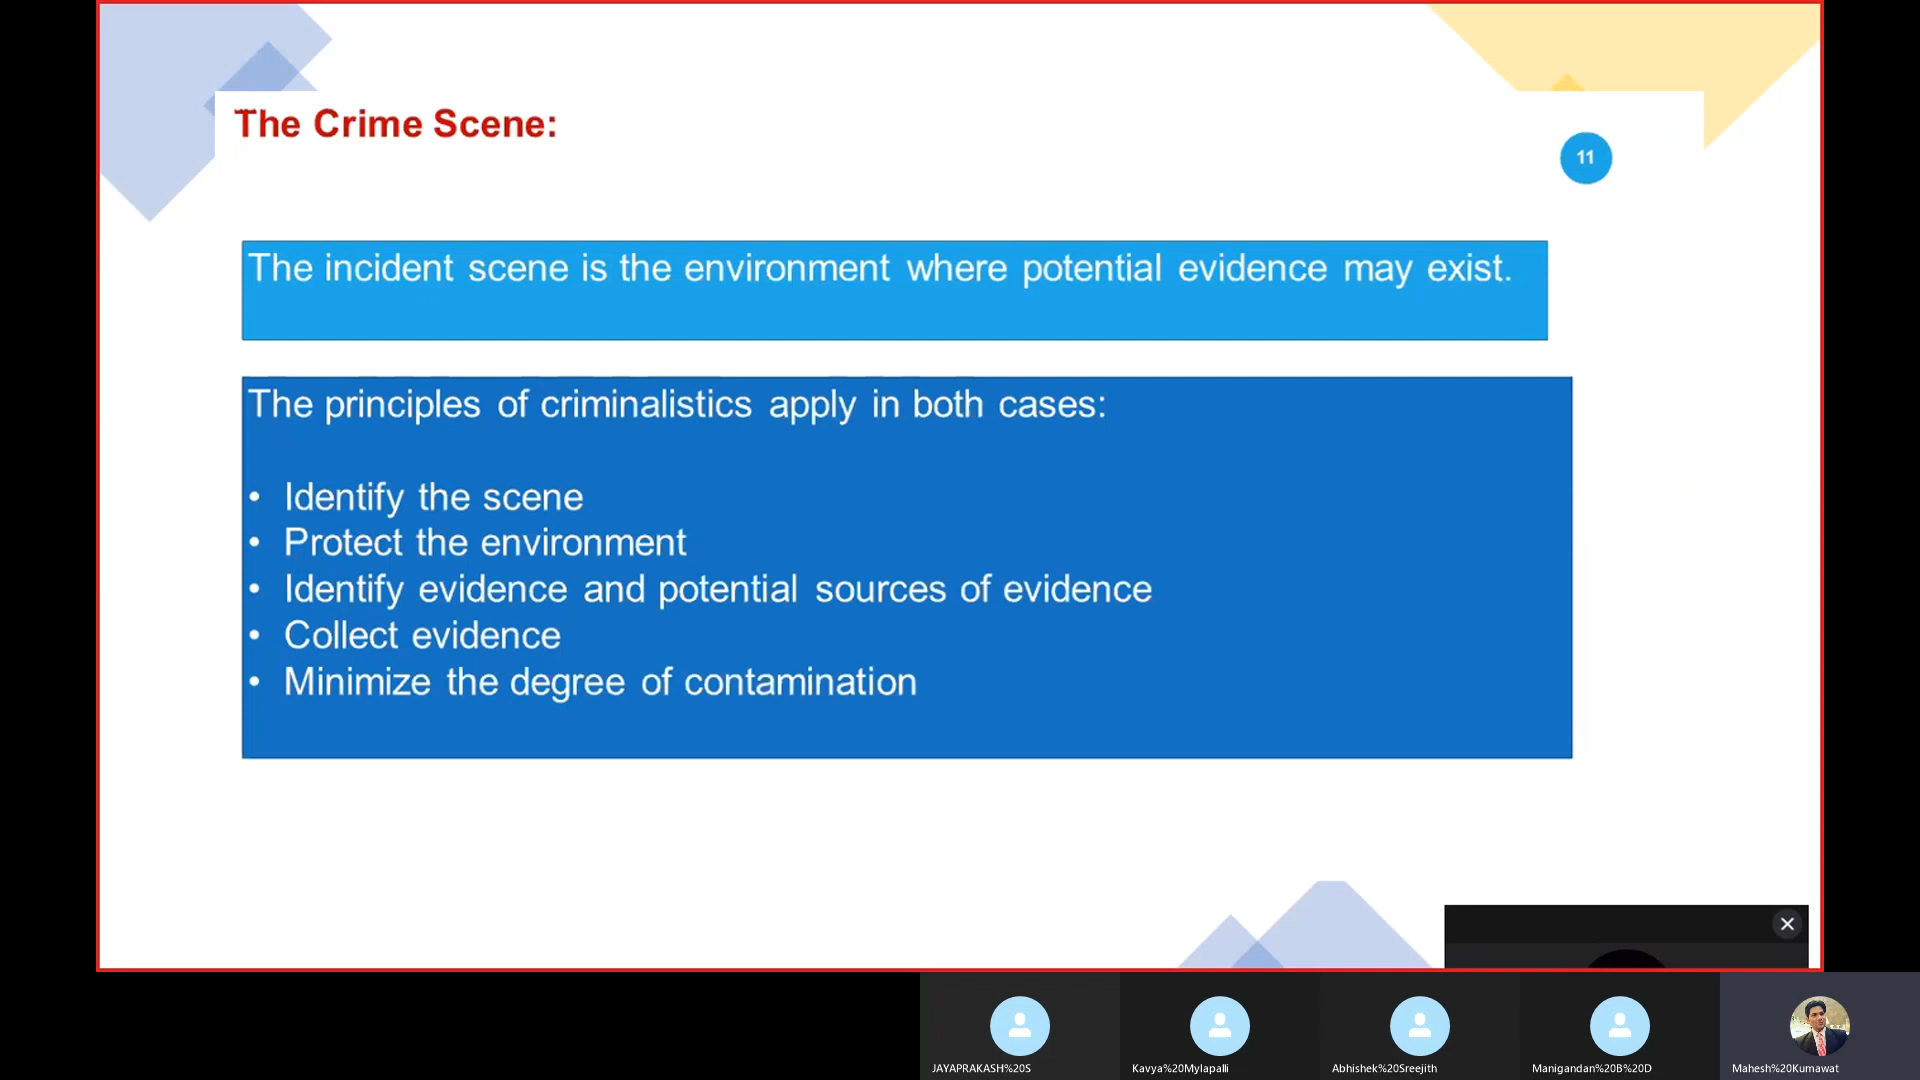 The Crime Scene:
11
The incident scene is the environment where potential evidence may exist.
The principles of criminalistics apply in both cases:
• Identify the scene
• Protect the environment
• Identify evidence and potential sources of evidence
• Collect evidence
• Minimize the degree of contamination
JAYAPRAKASH%20S
Kavya%20Mylapalli
Abhishek%20Sreejith
Manigandan%20B%20D
Mahesh%20Kumawat